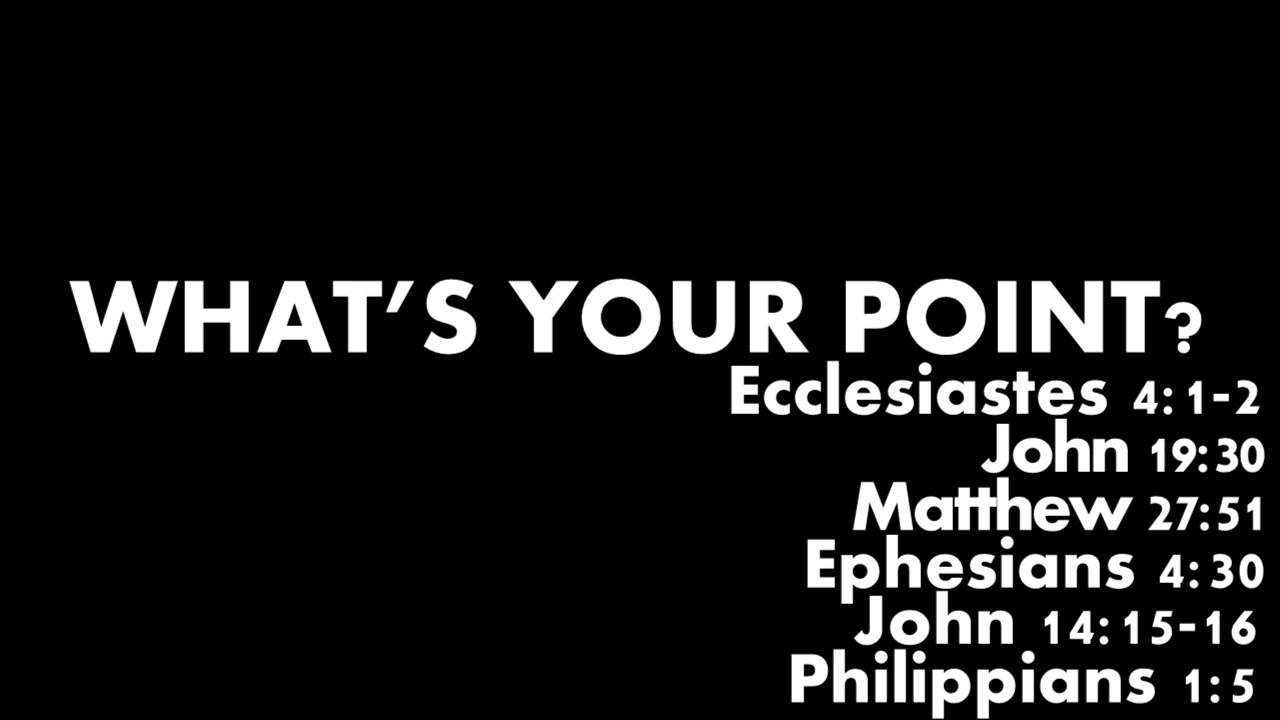 WHAT’S YOUR POINT?
Ecclesiastes 4:1-2
John 19:30
Matthew 27:51
Ephesians 4:30
John 14:15-16
Philippians 1:5